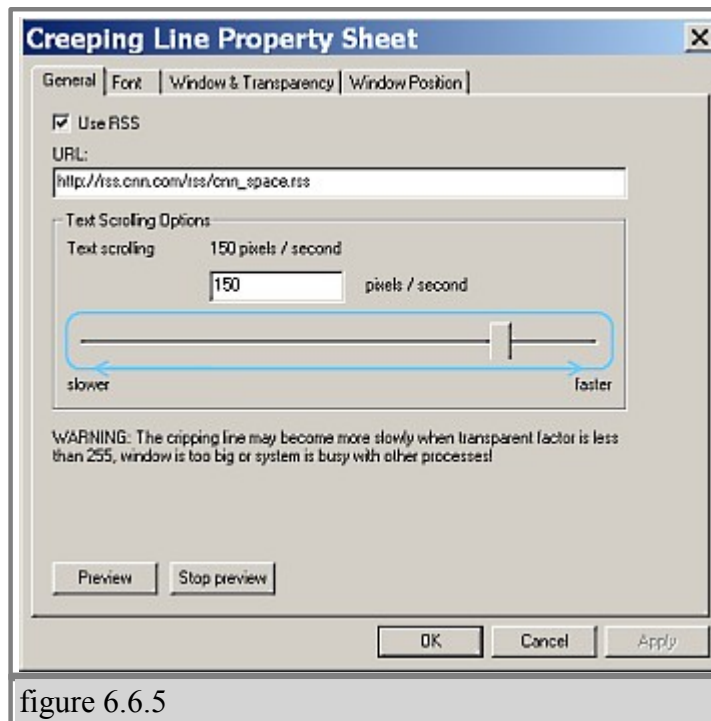 Creeping Line Property Sheet
General Font Window & Transparency Window Position
Use RSS
URL:
http://rss.cnn.com/rss/cnn_space.rss
Text Scrolling Options
Text scrolling 150 pixels / second
150 pixels / second
slower faster
WARNING: The cripping line may become more slowly when transparent factor is less
than 255, window is too big or system is busy with other processes!
Preview Stop preview
OK Cancel Apply
figure 6.6.5